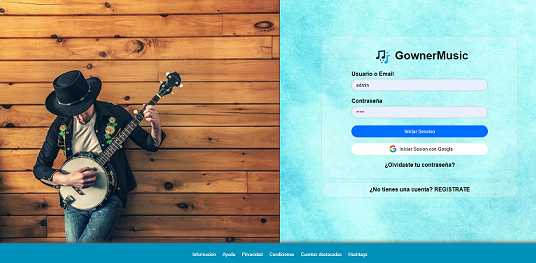 GownerMusic
Usuario o Email
admin
Contraseña
••••
Iniciar Session
Iniciar Sesion con Google
¿Olvidaste tu contraseña?
¿No tienes una cuenta? REGISTRATE
Informacion Ayuda Privacidad Condiciones Cuentas destacadas Hashtags